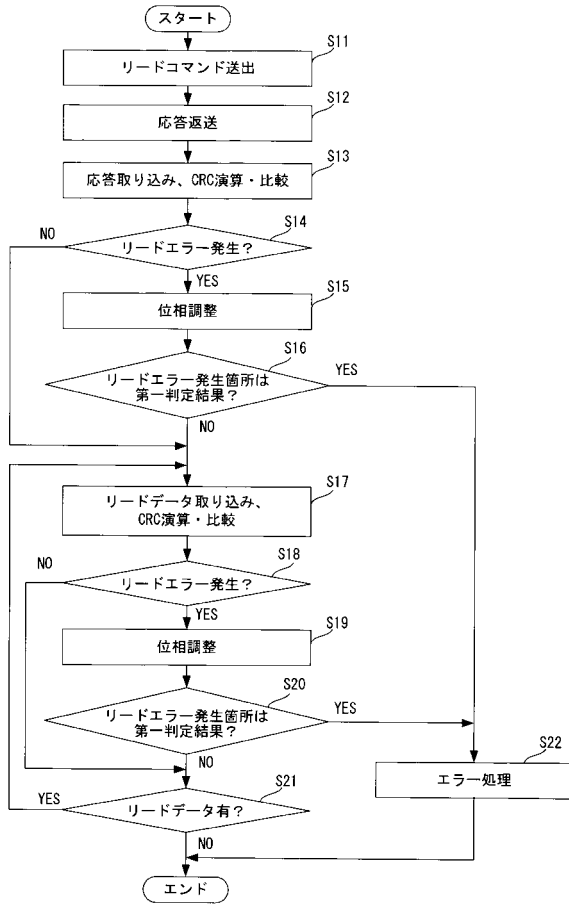 スタート
S11
リードコマンド送出
S12
応答返送
S13
応答取り込み、CRC演算・比較
S14
NO
リードエラー発生？
YES
S15
位相調整
S16
リードエラー発生箇所は
第一判定結果？
YES
NO
S17
リードデータ取り込み、
CRC演算・比較
S18
NO
リードエラー発生？
YES
S19
位相調整
S20
リードエラー発生箇所は
第一判定結果？
YES
NO
S22
エラー処理
S21
YES
リードデータ有？
NO
エンド